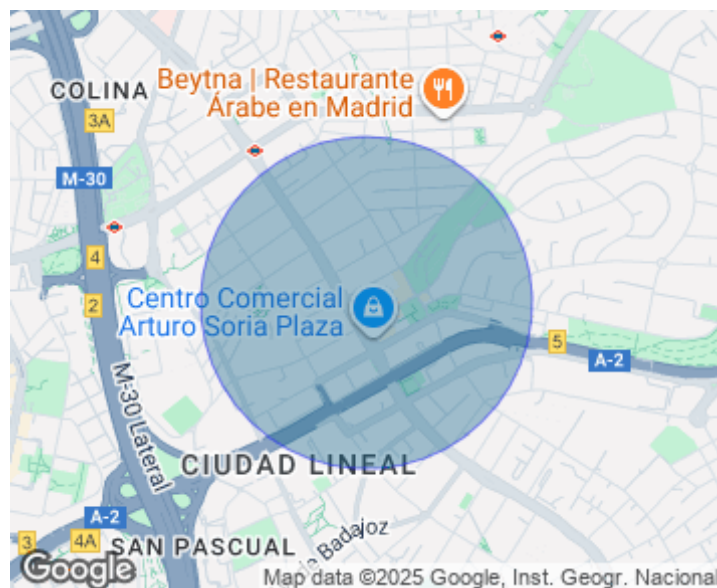 COLINA
Beytna | Restaurante
Árabe en Madrid
3A
M-30
4
2
Centro Comercial
Arturo Soria Plaza
5
A-2
M-30 Lateral
CIUDAD LINEAL
A-2
3
4A
SAN PASCUAL
de Badajoz
Google
Map data ©2025 Google, Inst. Geogr. Nacional